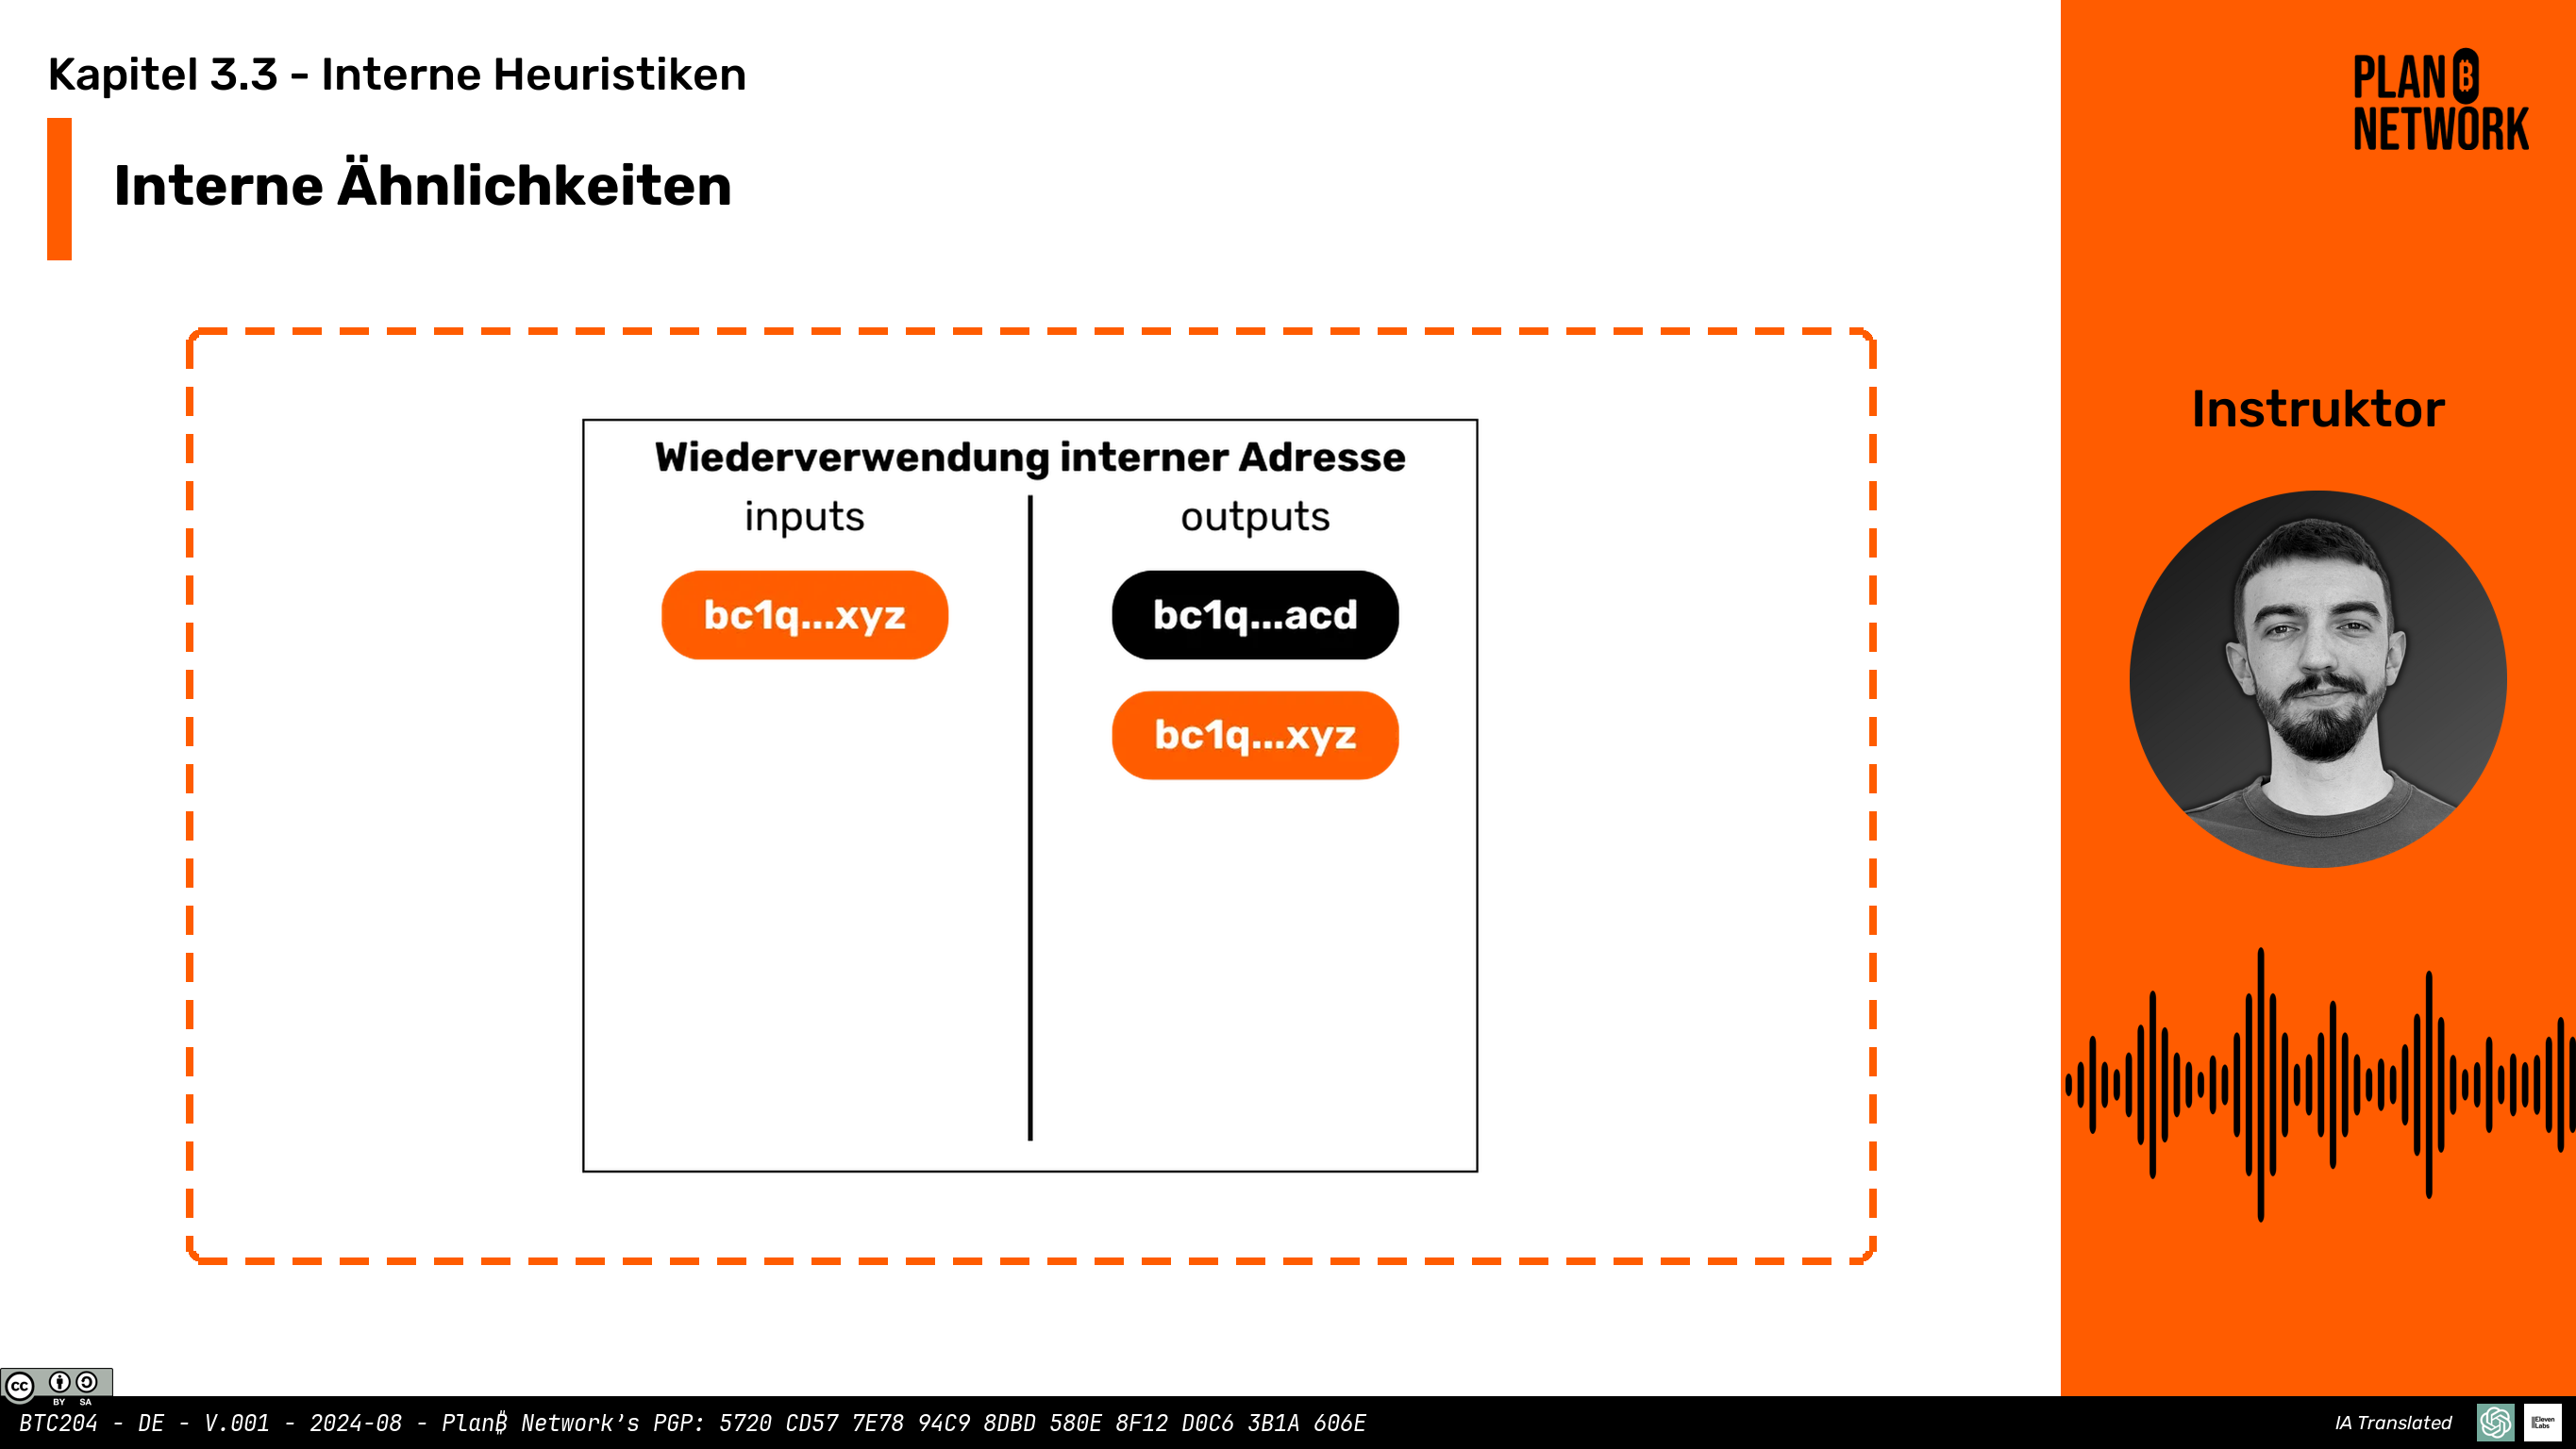 Kapitel 3.3 - Interne Heuristiken
Interne Ähnlichkeiten
PLAN ₿
NETWORK
Instruktor
Wiederverwendung interner Adresse
inputs
outputs
bc1q...xyz
bc1q...acd
bc1q...xyz
CC BY SA
BTC204 - DE - V.001 - 2024-08 - Plan₿ Network's PGP: 5720 CD57 7E78 94C9 8DBD 580E 8F12 D0C6 3B1A 606E
IA Translated
ElevenLabs